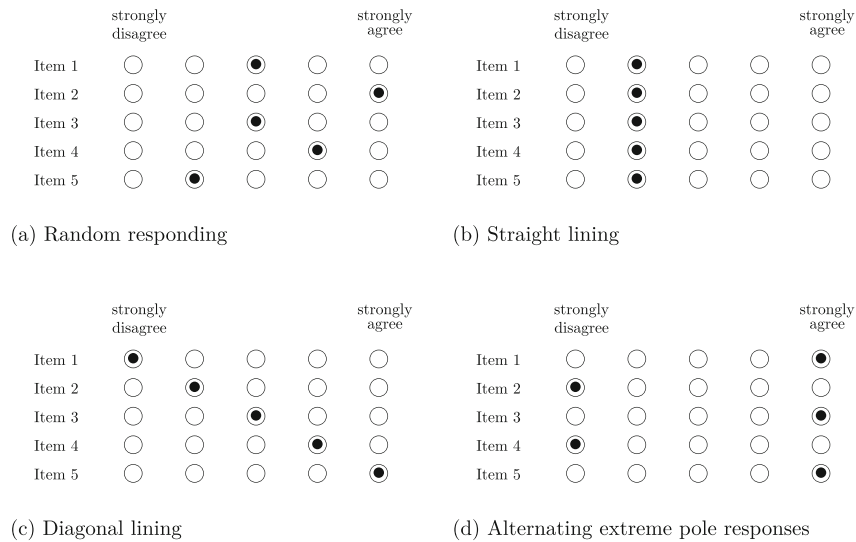 strongly
disagree
strongly
agree
Item 1
Item 2
Item 3
Item 4
Item 5
(a) Random responding
strongly
disagree
strongly
agree
Item 1
Item 2
Item 3
Item 4
Item 5
(b) Straight lining
strongly
disagree
strongly
agree
Item 1
Item 2
Item 3
Item 4
Item 5
(c) Diagonal lining
strongly
disagree
strongly
agree
Item 1
Item 2
Item 3
Item 4
Item 5
(d) Alternating extreme pole responses